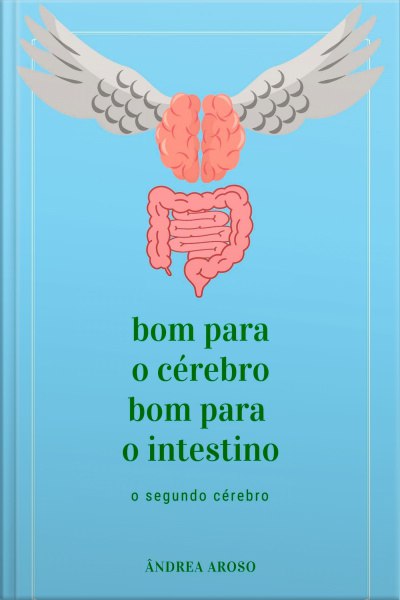 bom para
o cérebro
bom para
o intestino
o segundo cérebro
ÂNDREA AROSO